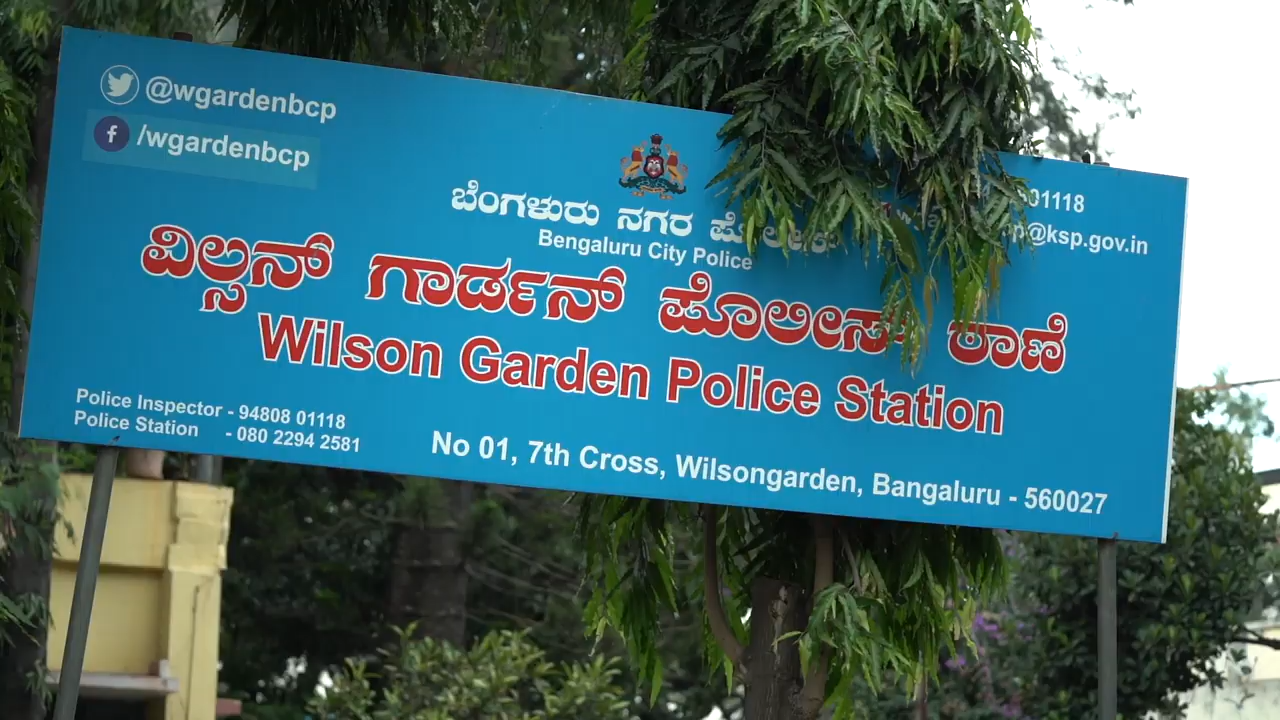 @wgardenbcp
f /wgardenbcp
01118
@ksp.gov.in
ಬೆಂಗಳೂರು ನಗರ
Bengaluru City Police
ವಿಲ್ಸನ್ ಗಾರ್ಡನ್ ಪೊಲೀಸ್ ಠಾಣೆ
Wilson Garden Police Station
Police Inspector - 94808 01118
Police Station - 080 2294 2581
No 01, 7th Cross, Wilsongarden, Bangaluru - 560027